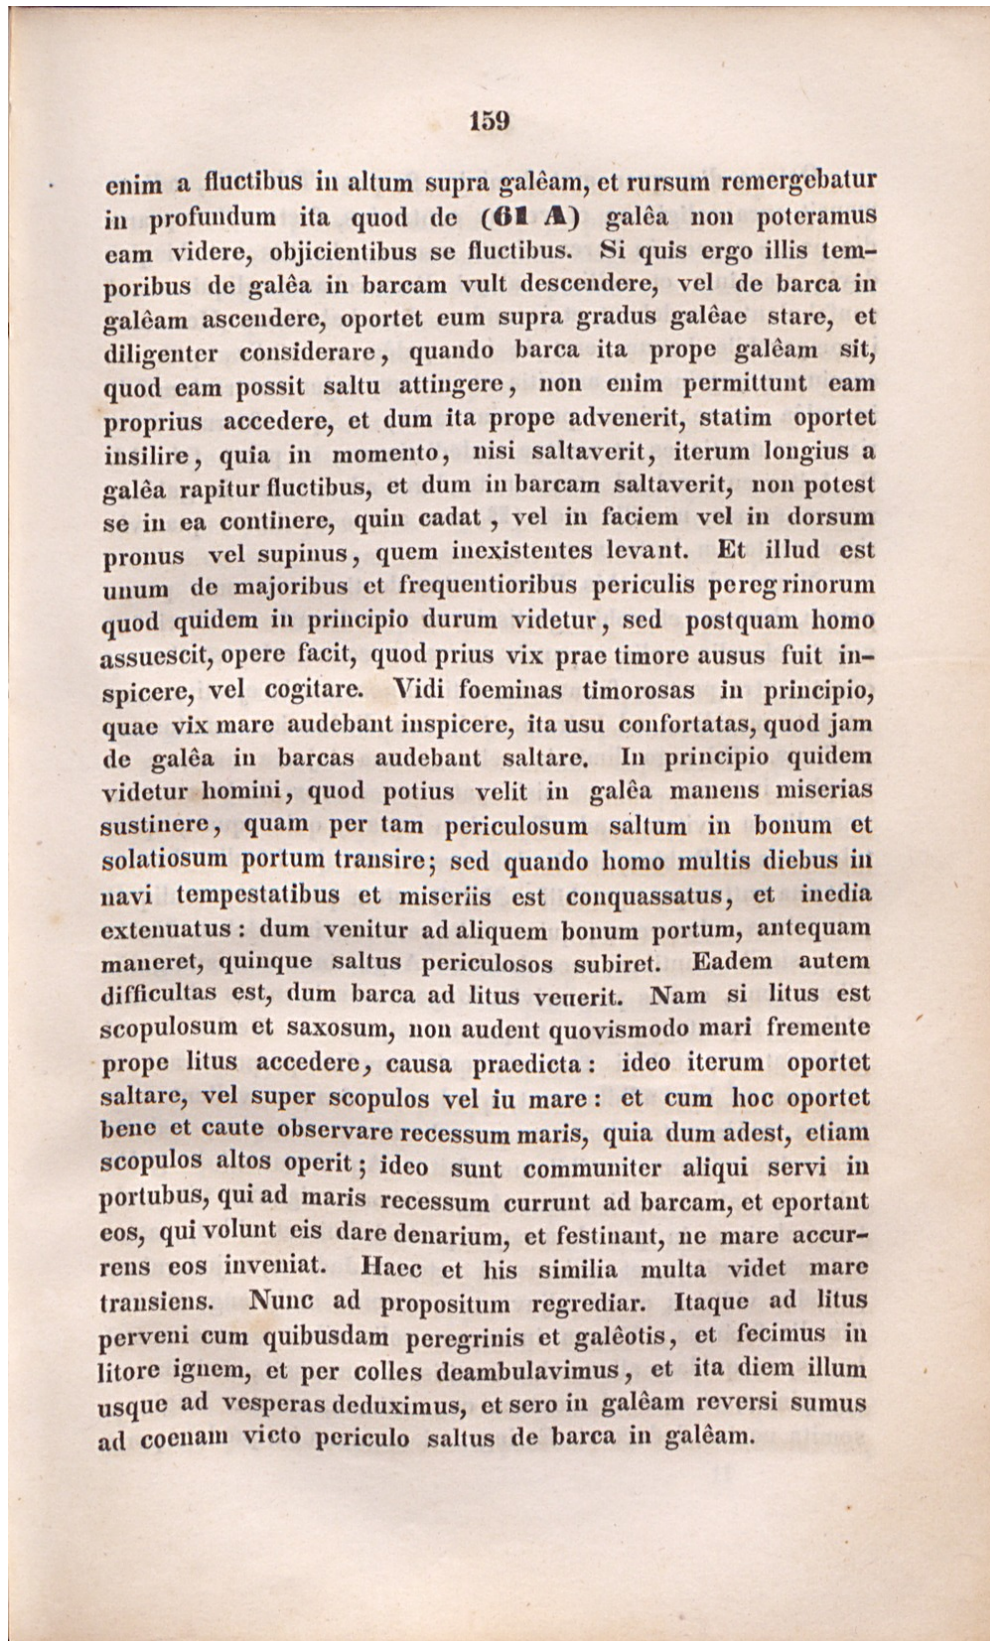 159
enim a fluctibus in altum supra galêam, et rursum remergebatur
in profundum ita quod de (61 A) galêa non poteramus
eam videre, objicientibus se fluctibus. Si quis ergo illis tem-
poribus de galêa in barcam vult descendere, vel de barca in
galêam ascendere, oportet eum supra gradus galêae stare, et
diligenter considerare, quando barca ita prope galêam sit,
quod eam possit saltu attingere, non enim permittunt eam
proprius accedere, et dum ita prope advenerit, statim oportet
insilire, quia in momento, nisi saltaverit, iterum longius a
galêa rapitur fluctibus, et dum in barcam saltaverit, non potest
se in ea continere, quin cadat , vel in faciem vel in dorsum
pronus vel supinus, quem inexistentes levant. Et illud est
unum de majoribus et frequentioribus periculis pereg rinorum
quod quidem in principio durum videtur, sed postquam homo
assuescit, opere facit, quod prius vix prae timore ausus fuit in-
spicere, vel cogitare. Vidi foeminas timorosas in principio,
quae vix mare audebant inspicere, ita usu confortatas, quod jam
de galêa in barcas audebant saltare. In principio quidem
videtur homini, quod potius velit in galêa manens miserias
sustinere, quam per tam periculosum saltum in bonum et
solatiosum portum transire; sed quando homo multis diebus in
navi tempestatibus et miseriis est conquassatus, et inedia
extenuatus : dum venitur ad aliquem bonum portum, antequam
maneret, quinque saltus periculosos subiret. Eadem autem
difficultas est, dum barca ad litus veuerit. Nam si litus est
scopulosum et saxosum, non audent quovismodo mari fremente
prope litus accedere, causa praedicta : ideo iterum oportet
saltare, vel super scopulos vel iu mare : et cum hoc oportet
bene et caute observare recessum maris, quia dum adest, etiam
scopulos altos operit ; ideo sunt communiter aliqui servi in
portubus, qui ad maris recessum currunt ad barcam, et eportant
eos, qui volunt eis dare denarium, et festinant, ne mare accur-
rens eos inveniat. Haec et his similia multa videt mare
transiens. Nunc ad propositum regrediar. Itaque ad litus
perveni cum quibusdam peregrinis et galêotis, et fecimus in
litore ignem, et per colles deambulavimus, et ita diem illum
usque ad vesperas deduximus, et sero in galêam reversi sumus
ad coenam victo periculo saltus de barca in galêam.